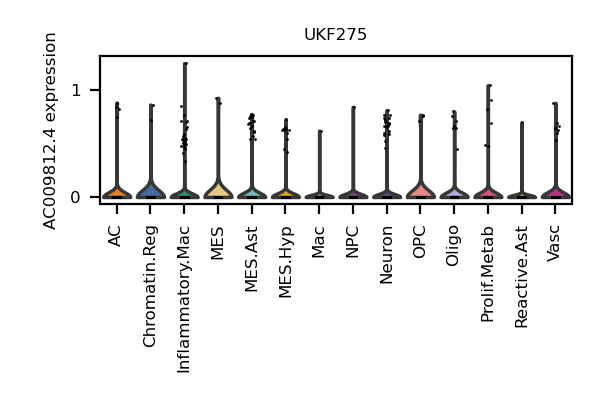 UKF275
AC009812.4 expression
1
0
AC
Chromatin.Reg
Inflammatory.Mac
MES
MES.Ast
MES.Hyp
Mac
NPC
Neuron
OPC
Oligo
Prolif.Metab
Reactive.Ast
Vasc